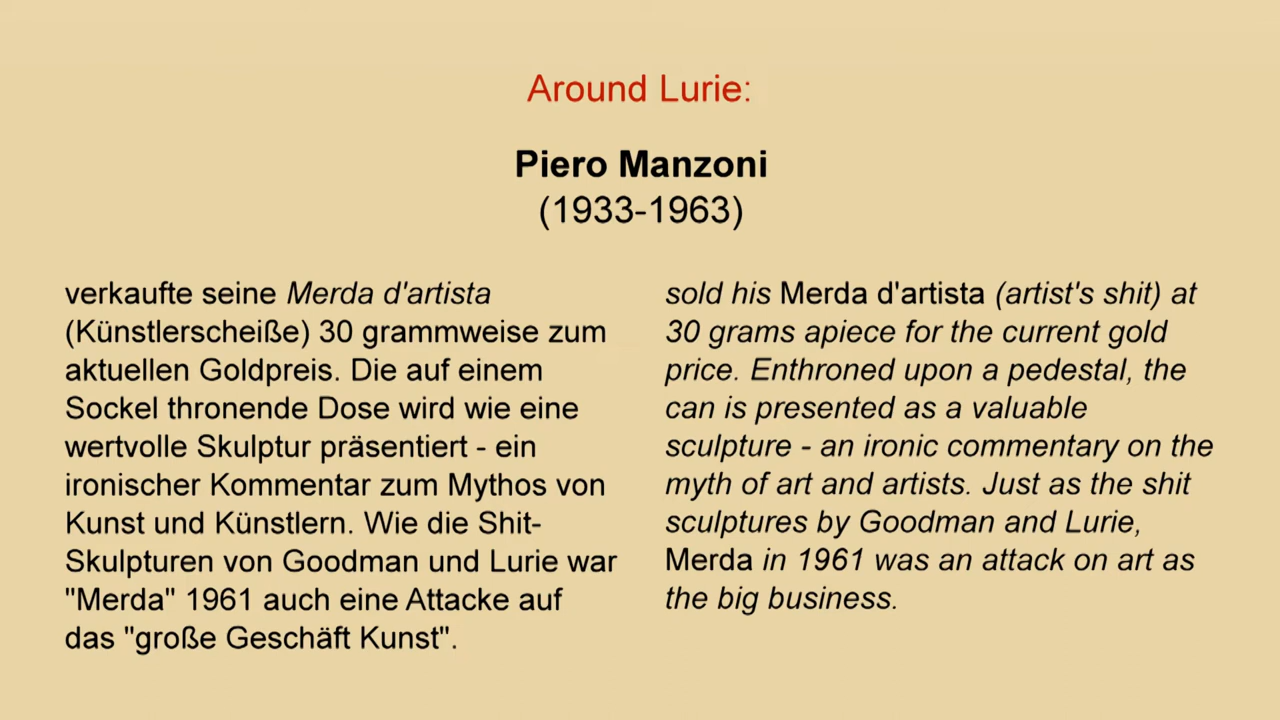 Around Lurie:
Piero Manzoni
(1933-1963)
verkaufte seine Merda d'artista
(Künstlerscheiße) 30 grammweise zum
aktuellen Goldpreis. Die auf einem
Sockel thronende Dose wird wie eine
wertvolle Skulptur präsentiert - ein
ironischer Kommentar zum Mythos von
Kunst und Künstlern. Wie die Shit-
Skulpturen von Goodman und Lurie war
"Merda" 1961 auch eine Attacke auf
das "große Geschäft Kunst".
sold his Merda d'artista (artist's shit) at
30 grams apiece for the current gold
price. Enthroned upon a pedestal, the
can is presented as a valuable
sculpture - an ironic commentary on the
myth of art and artists. Just as the shit
sculptures by Goodman and Lurie,
Merda in 1961 was an attack on art as
the big business.